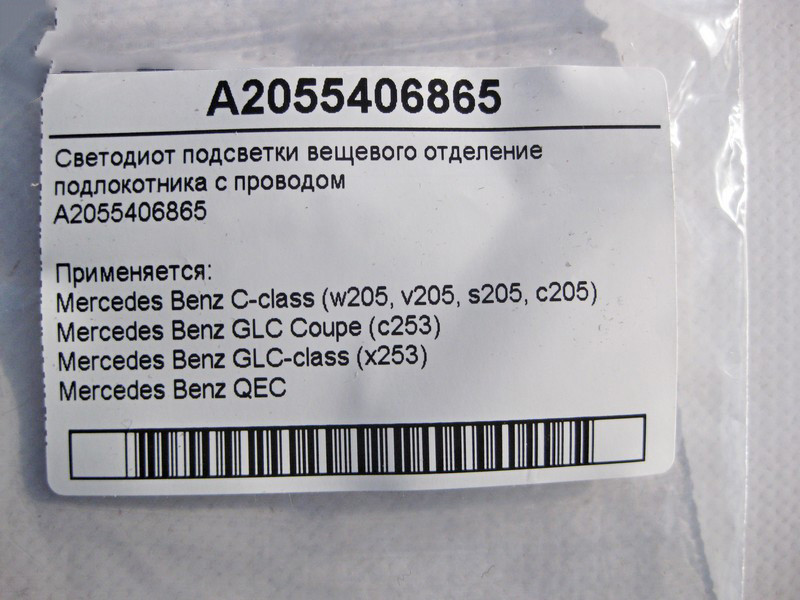 A2055406865
Светодиот подсветки вещевого отделение
подлокотника с проводом
A2055406865
Применяется:
Mercedes Benz C-class (w205, v205, s205, c205)
Mercedes Benz GLC Coupe (c253)
Mercedes Benz GLC-class (x253)
Mercedes Benz QEC